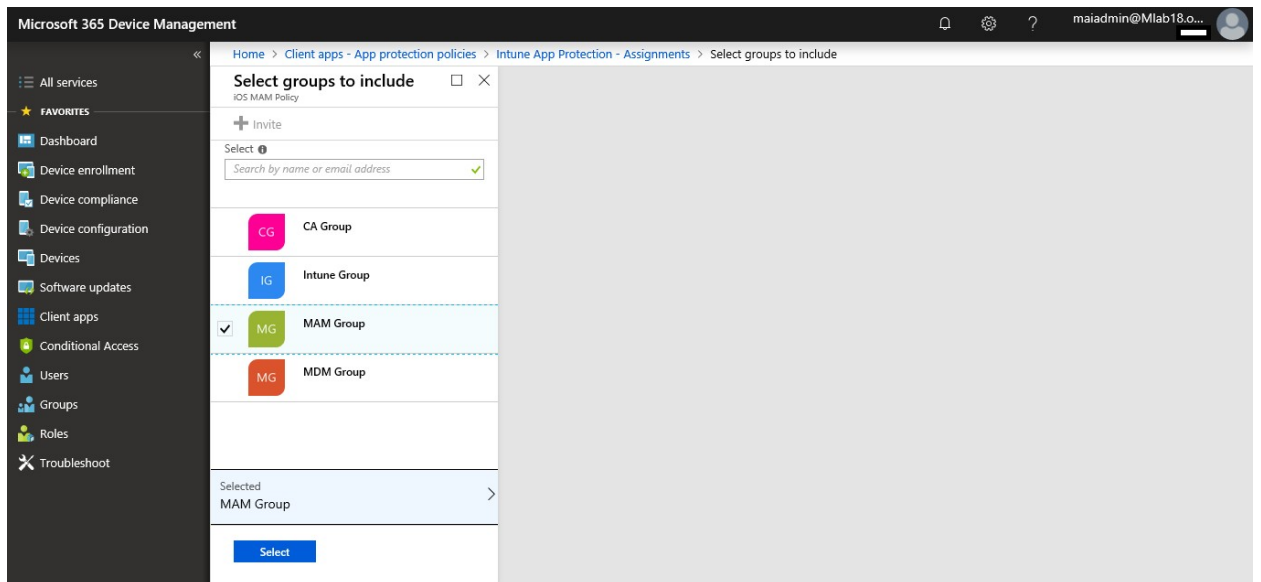 Microsoft 365 Device Management
?
maiadmin@Mlab18.o...
«
Home > Client apps - App protection policies > Intune App Protection - Assignments > Select groups to include
All services
FAVORITES
Dashboard
Device enrollment
Device compliance
Device configuration
Devices
Software updates
Client apps
Conditional Access
Users
Groups
Roles
Troubleshoot
Select groups to include
iOS MAM Policy
Invite
Select
Search by name or email address
CG CA Group
IG Intune Group
MG MAM Group
MG MDM Group
Selected
MAM Group
Select